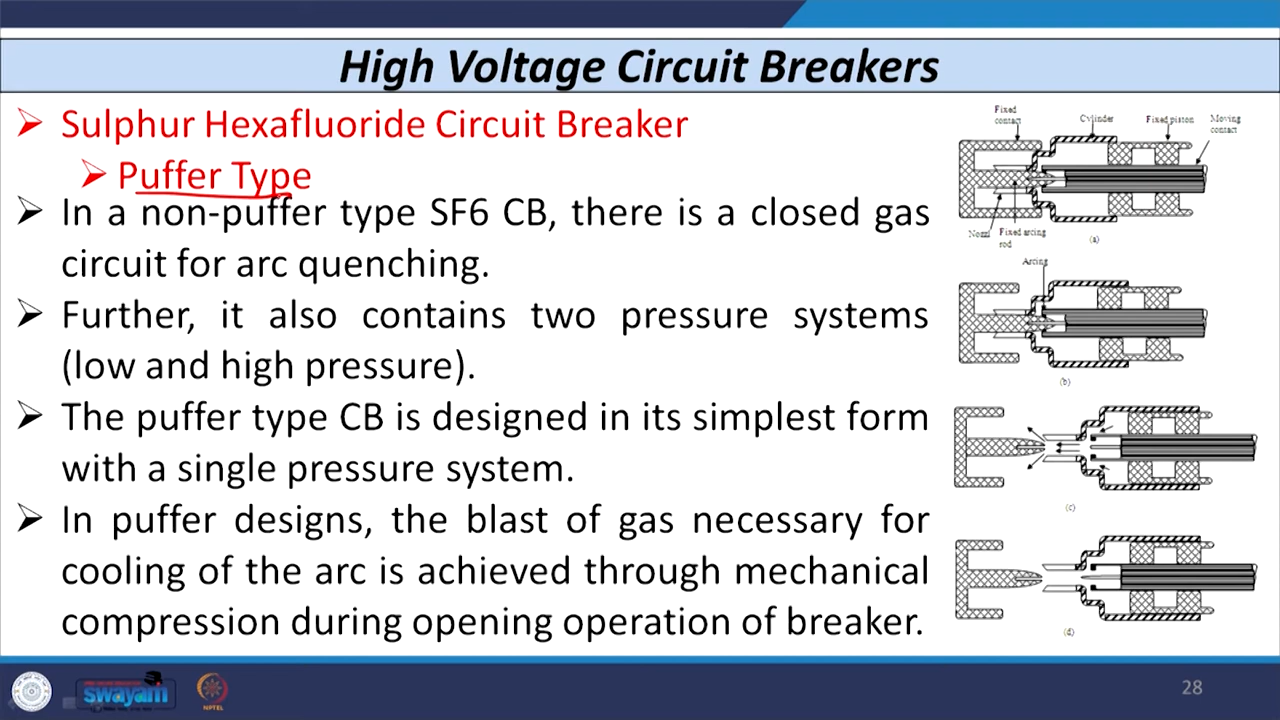 High Voltage Circuit Breakers
➢ Sulphur Hexafluoride Circuit Breaker
➢ Puffer Type
➢ In a non-puffer type SF6 CB, there is a closed gas
circuit for arc quenching.
➢ Further, it also contains two pressure systems
(low and high pressure).
➢ The puffer type CB is designed in its simplest form
with a single pressure system.
➢ In puffer designs, the blast of gas necessary for
cooling of the arc is achieved through mechanical
compression during opening operation of breaker.
Fixed
contact
Cylinder
Fixed piston
Moving
contact
Nozzl
Fixed arcing
rod
(a)
Arcing
(b)
(c)
(d)
swayam
NPTEL
28